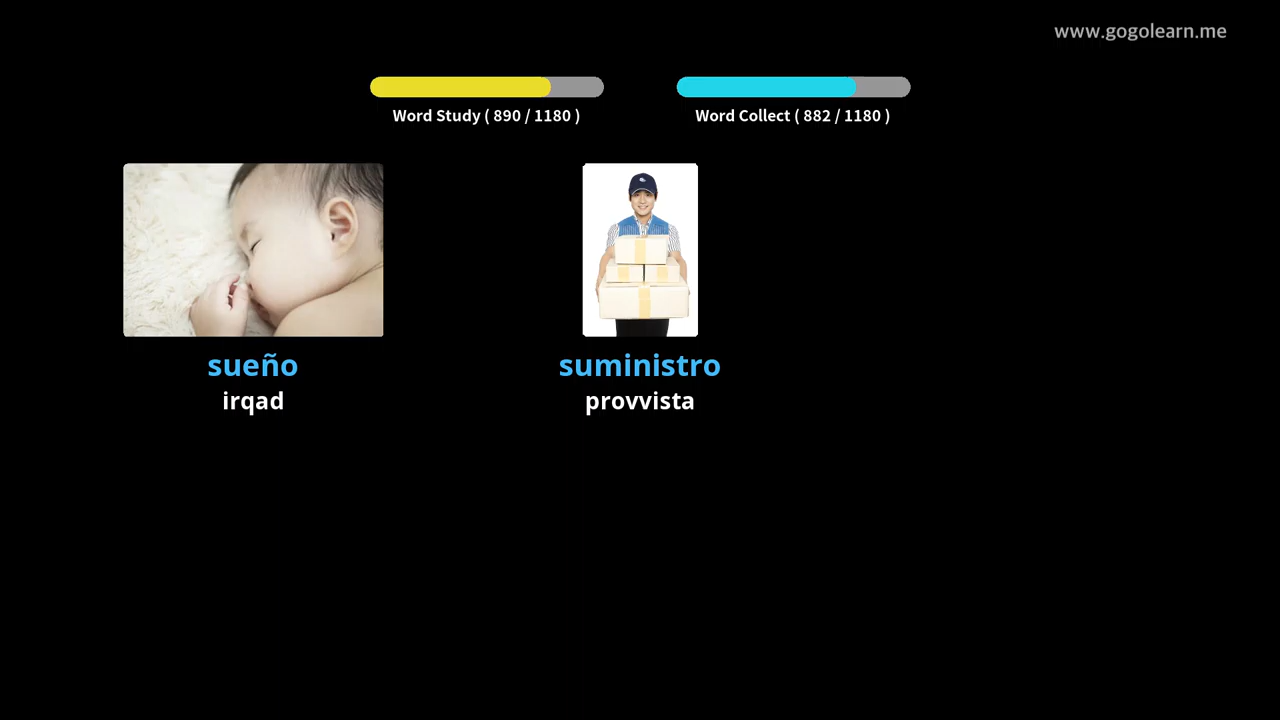 www.gogolearn.me
Word Study ( 890 / 1180 )
Word Collect ( 882 / 1180 )
sueño
irqad
suministro
provvista